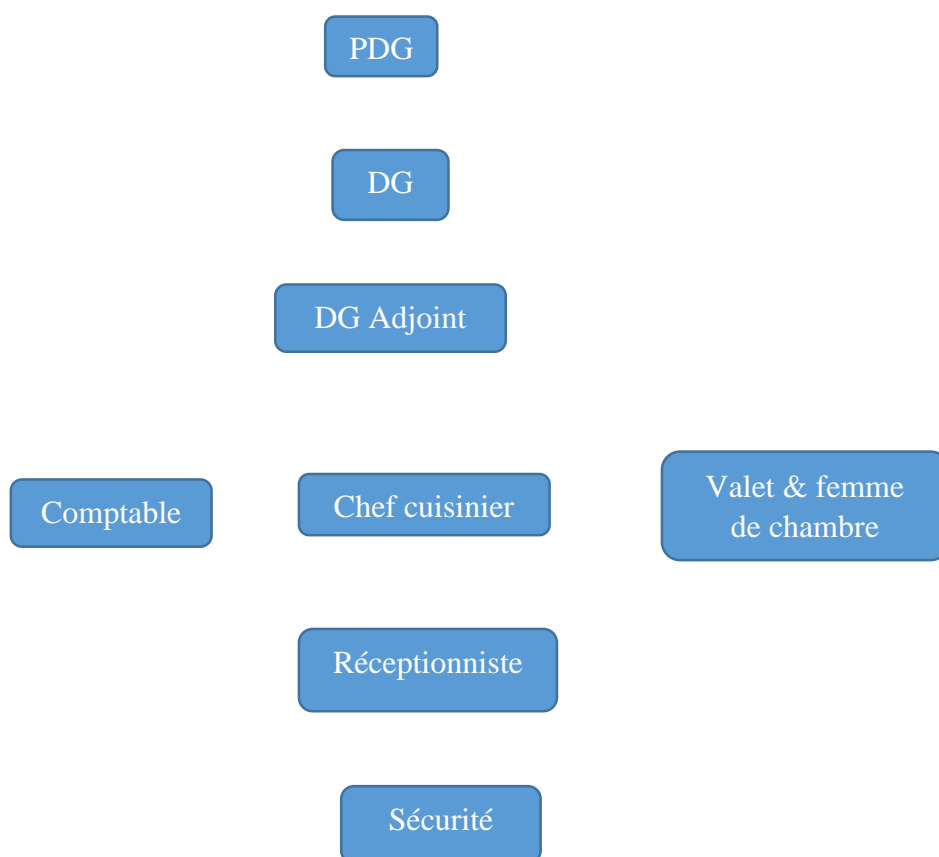 PDG
DG
DG Adjoint
Comptable
Chef cuisinier
Valet & femme
de chambre
Réceptionniste
Sécurité